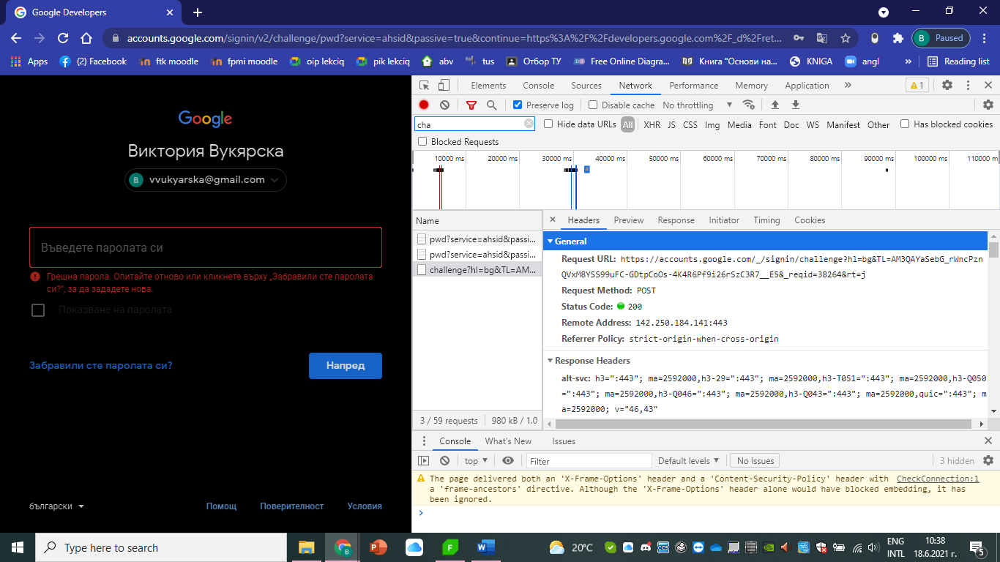 Google Developers
accounts.google.com/signin/v2/challenge/pwd?service=ahsid&passive=true&continue=https%3A%2F%2Fdevelopers.google.com%2F_d%2Fret...
B Paused
Apps (2) Facebook ftk moodle fpmi moodle oip lekciq pik lekciq abv tus Отбор ТУ Free Online Diagra... Книга "Основи на... KNIGA angl » Reading list
Google
Виктория Вукярска
B vvukyarska@gmail.com
Въведете паролата си
Грешна парола. Опитайте отново или кликнете върху „Забравили сте паролата
си?", за да зададете нова.
Показване на паролата
Забравили сте паролата си? Напред
български Помощ Поверителност Условия
Elements Console Sources Network Performance Memory Application » 1
Preserve log Disable cache No throttling
cha Hide data URLs All XHR JS CSS Img Media Font Doc WS Manifest Other Has blocked cookies
Blocked Requests
10000 ms 20000 ms 30000 ms 40000 ms 50000 ms 60000 ms 70000 ms 80000 ms 90000 ms 100000 ms 110000 m
Name
pwd?service=ahsid&passi...
pwd?service=ahsid&passi...
challenge?hl=bg&TL=AM...
3 / 59 requests 980 kB / 1.0
Headers Preview Response Initiator Timing Cookies
General
Request URL: https://accounts.google.com/_/signin/challenge?hl=bg&TL=AM3QAYaSebG_rWncPzn
QVxM8YSS99uFC-GDtpCoOs-4K4R6Pf9i26rSzC3R7__E5&_reqid=38264&rt=j
Request Method: POST
Status Code: 200
Remote Address: 142.250.184.141:443
Referrer Policy: strict-origin-when-cross-origin
Response Headers
alt-svc: h3=":443"; ma=2592000,h3-29=":443"; ma=2592000,h3-T051=":443"; ma=2592000,h3-Q050
=":443"; ma=2592000,h3-Q046=":443"; ma=2592000,h3-Q043=":443"; ma=2592000,quic=":443"; m
a=2592000; v="46,43"
Console What's New Issues
top Filter Default levels No Issues 3 hidden
The page delivered both an 'X-Frame-Options' header and a 'Content-Security-Policy' header with CheckConnection:1
a 'frame-ancestors' directive. Although the 'X-Frame-Options' header alone would have blocked embedding, it has
been ignored.
Type here to search
20°C
ENG
INTL
10:38
18.6.2021 г.
5